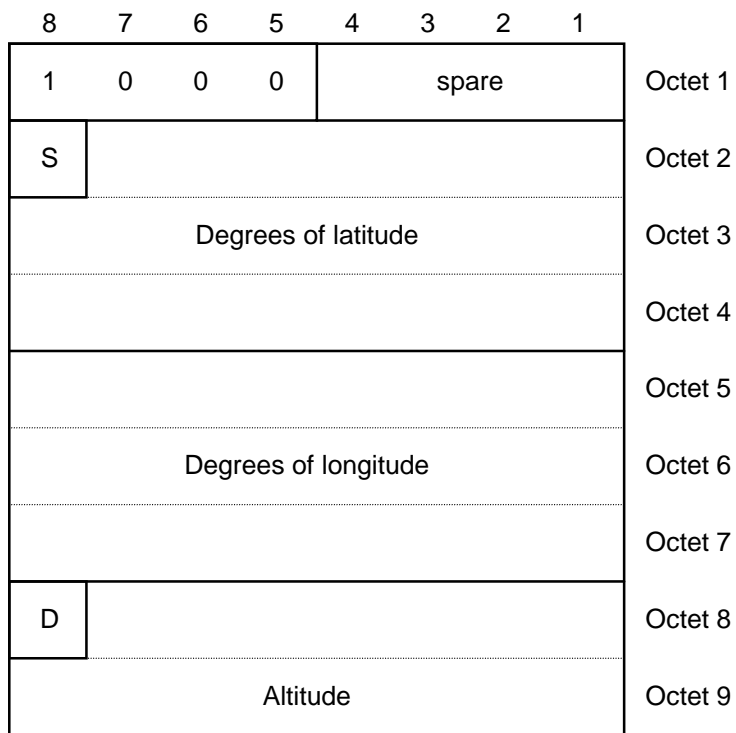 8 7 6 5 4 3 2 1
1 0 0 0 spare Octet 1
S Octet 2
Degrees of latitude Octet 3
Octet 4
Octet 5
Degrees of longitude Octet 6
Octet 7
D Octet 8
Altitude Octet 9